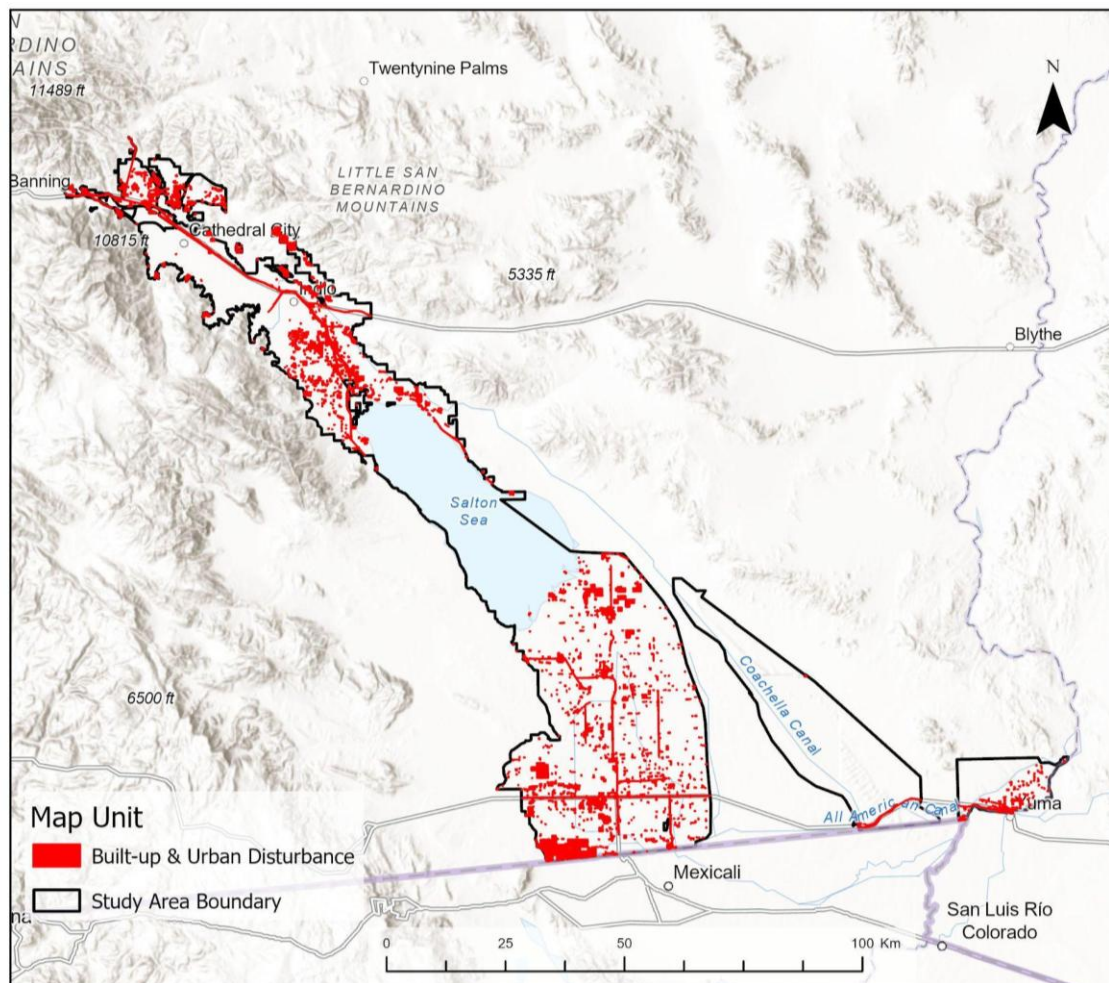 N
RDINO
AINS
11489 ft
Twentynine Palms
N
Banning
LITTLE SAN
BERNARDINO
MOUNTAINS
10815 ft
Cathedral City
5335 ft
Indio
Blythe
Salton
Sea
6500 ft
Coachella Canal
All American Canal
Yuma
Map Unit
Built-up & Urban Disturbance
Study Area Boundary
Mexicali
na
San Luis Río
Colorado
0 25 50 100 Km